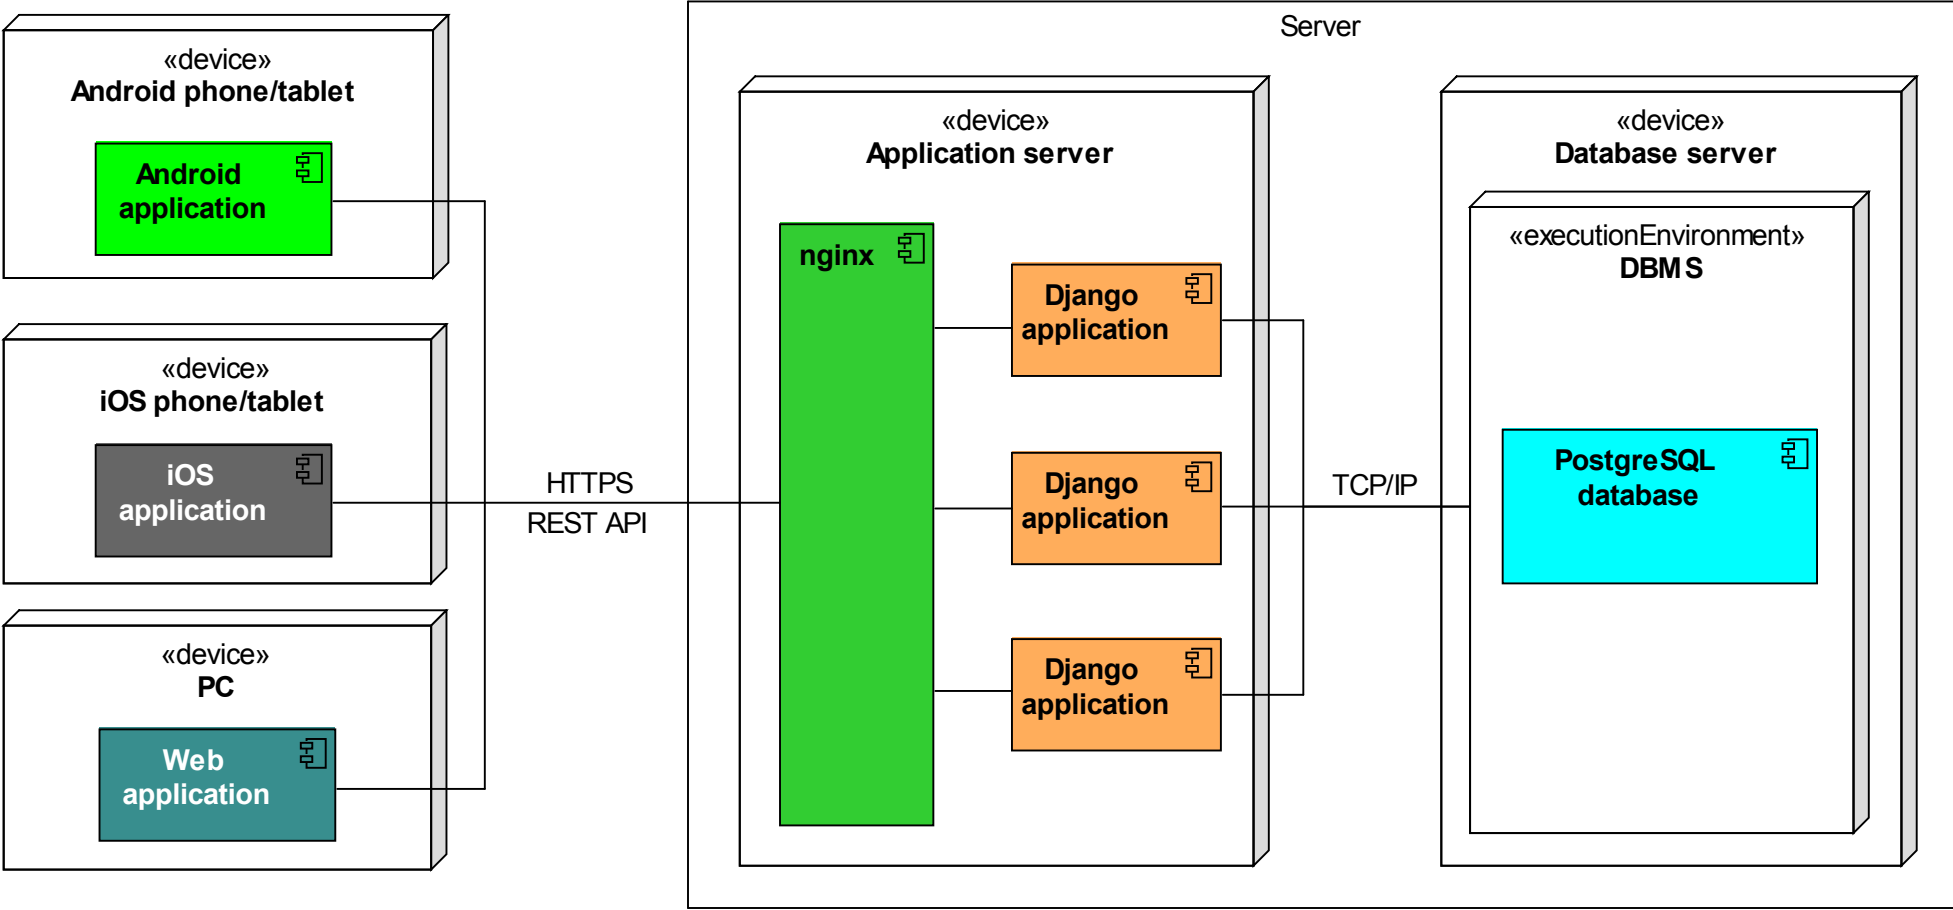 Server
«device»
Android phone/tablet
Android
application
«device»
iOS phone/tablet
iOS
application
«device»
PC
Web
application
HTTPS
REST API
«device»
Application server
nginx
Django
application
Django
application
Django
application
TCP/IP
«device»
Database server
«executionEnvironment»
DBMS
PostgreSQL
database